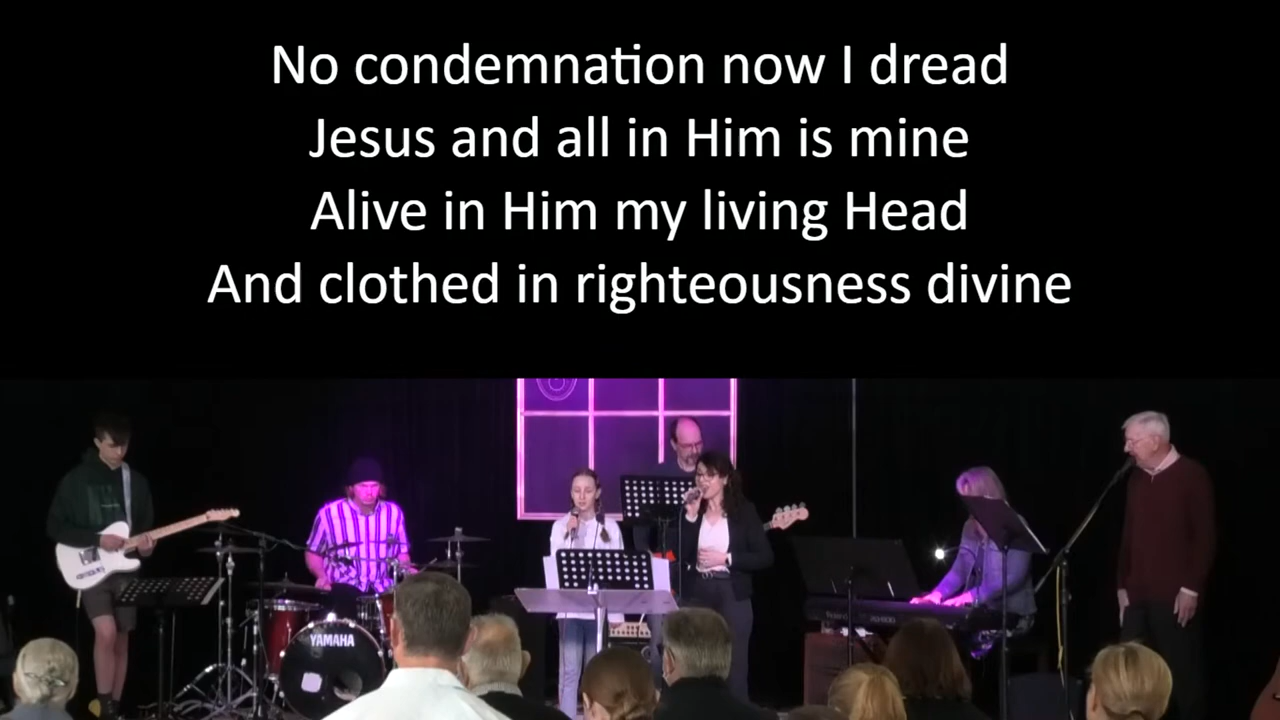 No condemnation now I dread
Jesus and all in Him is mine
Alive in Him my living Head
And clothed in righteousness divine
YAMAHA